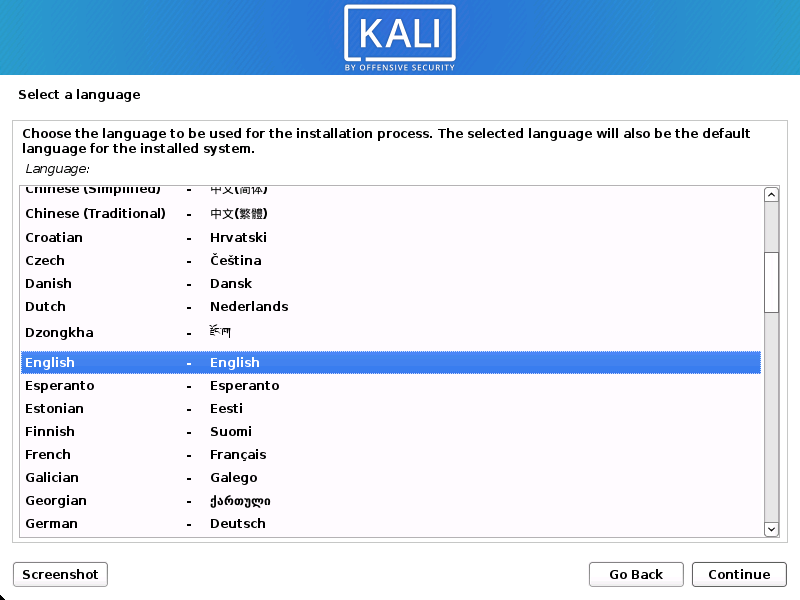 KALI
BY OFFENSIVE SECURITY
Select a language
Choose the language to be used for the installation process. The selected language will also be the default
language for the installed system.
Language:
Chinese (Simplified) - 中文(简体)
Chinese (Traditional) - 中文(繁體)
Croatian - Hrvatski
Czech - Čeština
Danish - Dansk
Dutch - Nederlands
Dzongkha - རྫོང་ཁ།
English - English
Esperanto - Esperanto
Estonian - Eesti
Finnish - Suomi
French - Français
Galician - Galego
Georgian - ქართული
German - Deutsch
Screenshot Go Back Continue